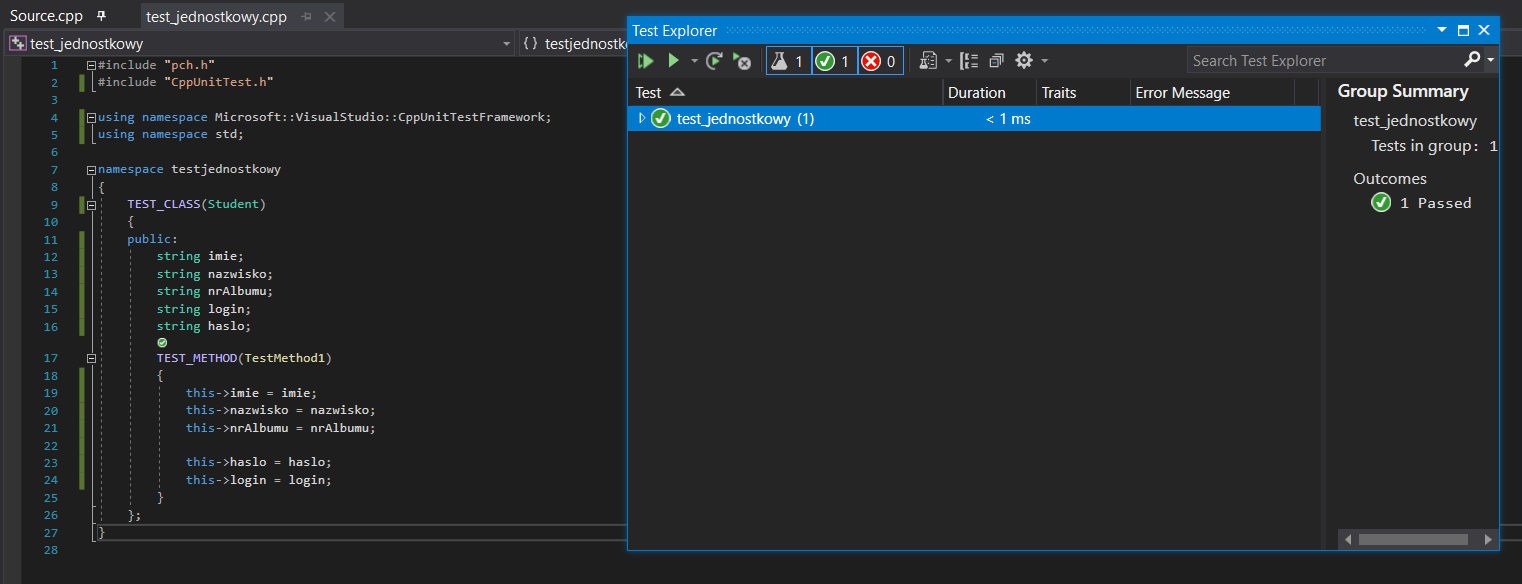 Source.cpp
test_jednostkowy.cpp
test_jednostkowy
{ } testjednostk
1 #include "pch.h"
2 #include "CppUnitTest.h"
3
4 using namespace Microsoft::VisualStudio::CppUnitTestFramework;
5 using namespace std;
6
7 namespace testjednostkowy
8 {
9 TEST_CLASS(Student)
10 {
11 public:
12 string imie;
13 string nazwisko;
14 string nrAlbumu;
15 string login;
16 string haslo;
17 TEST_METHOD(TestMethod1)
18 {
19 this->imie = imie;
20 this->nazwisko = nazwisko;
21 this->nrAlbumu = nrAlbumu;
22
23 this->haslo = haslo;
24 this->login = login;
25 }
26 };
27 }
28
Test Explorer
1 1 0
Search Test Explorer
Test Duration Traits Error Message
test_jednostkowy (1) < 1 ms
Group Summary
test_jednostkowy
Tests in group: 1
Outcomes
1 Passed